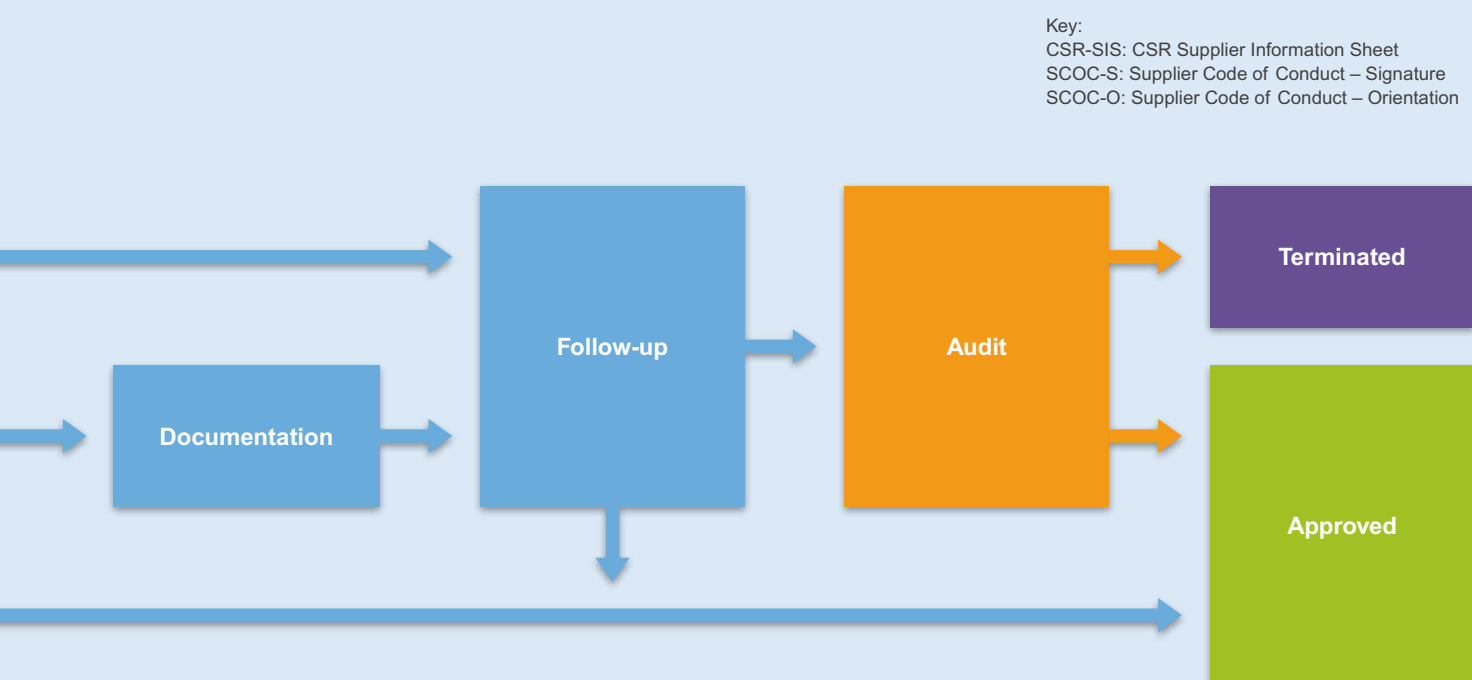 Key:
CSR-SIS: CSR Supplier Information Sheet
SCOC-S: Supplier Code of Conduct – Signature
SCOC-O: Supplier Code of Conduct – Orientation
Terminated
Follow-up
Audit
Documentation
Approved